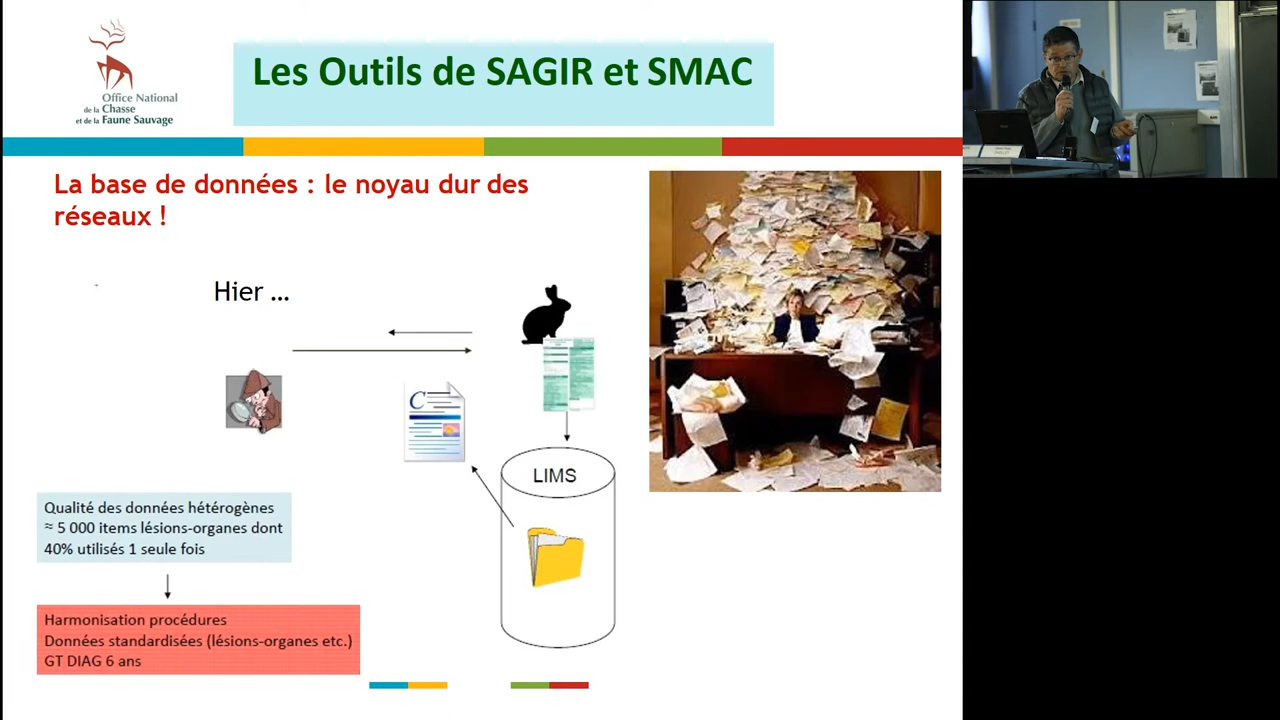 Office National
de la Chasse
et de la Faune Sauvage
Les Outils de SAGIR et SMAC
La base de données : le noyau dur des
réseaux !
Hier …
C
LIMS
Qualité des données hétérogènes
≈ 5 000 items lésions-organes dont
40% utilisés 1 seule fois
Harmonisation procédures
Données standardisées (lésions-organes etc.)
GT DIAG 6 ans